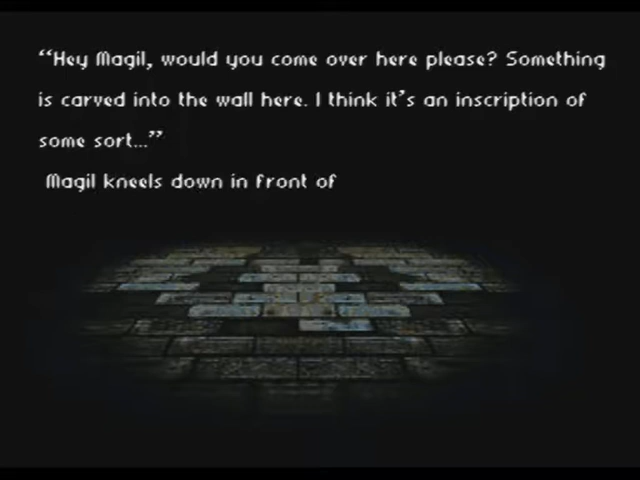 “Hey Magil, would you come over here please? Something
is carved into the wall here. I think it’s an inscription of
some sort...”
Magil kneels down in front of